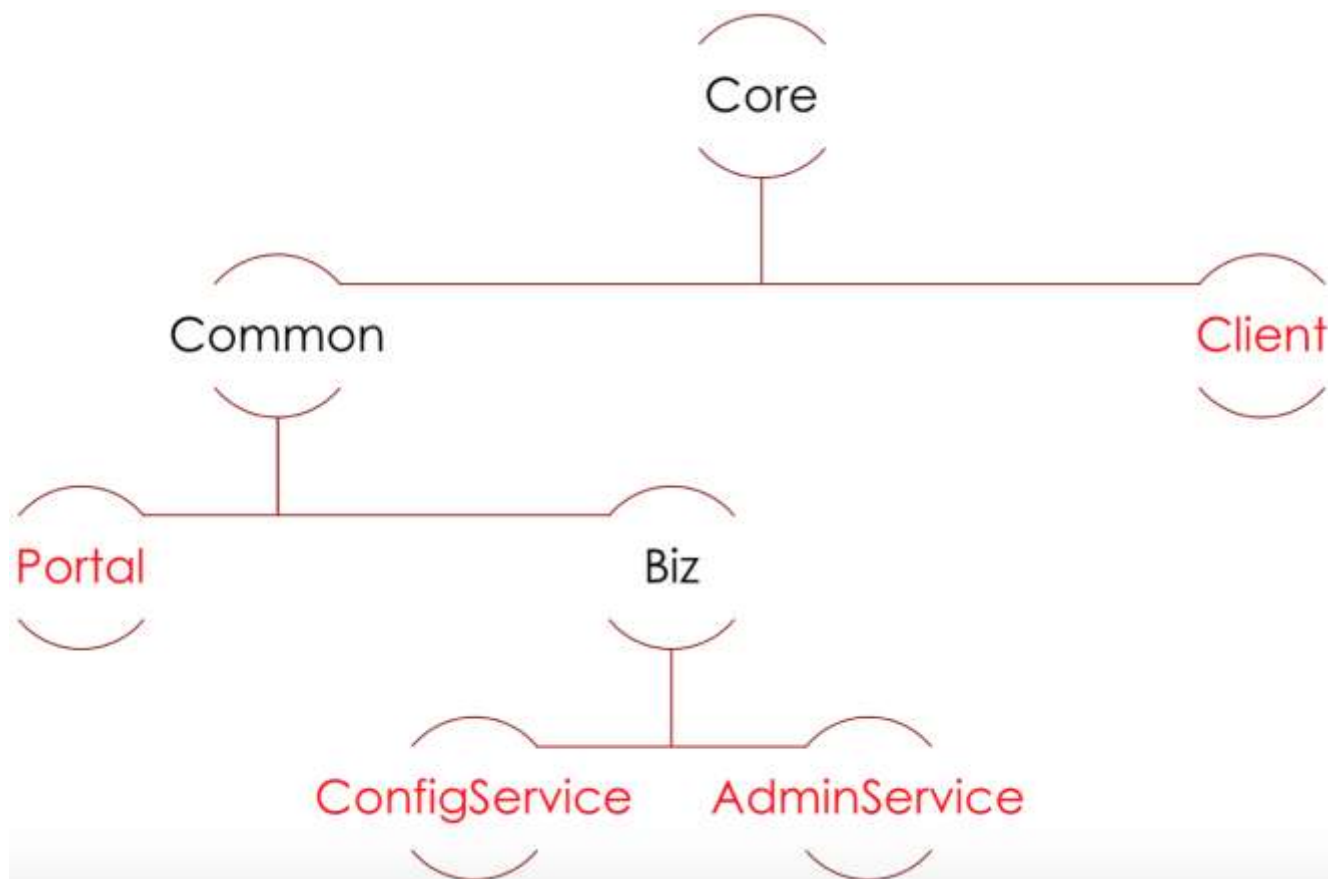 Core
Common
Client
Portal
Biz
ConfigService
AdminService